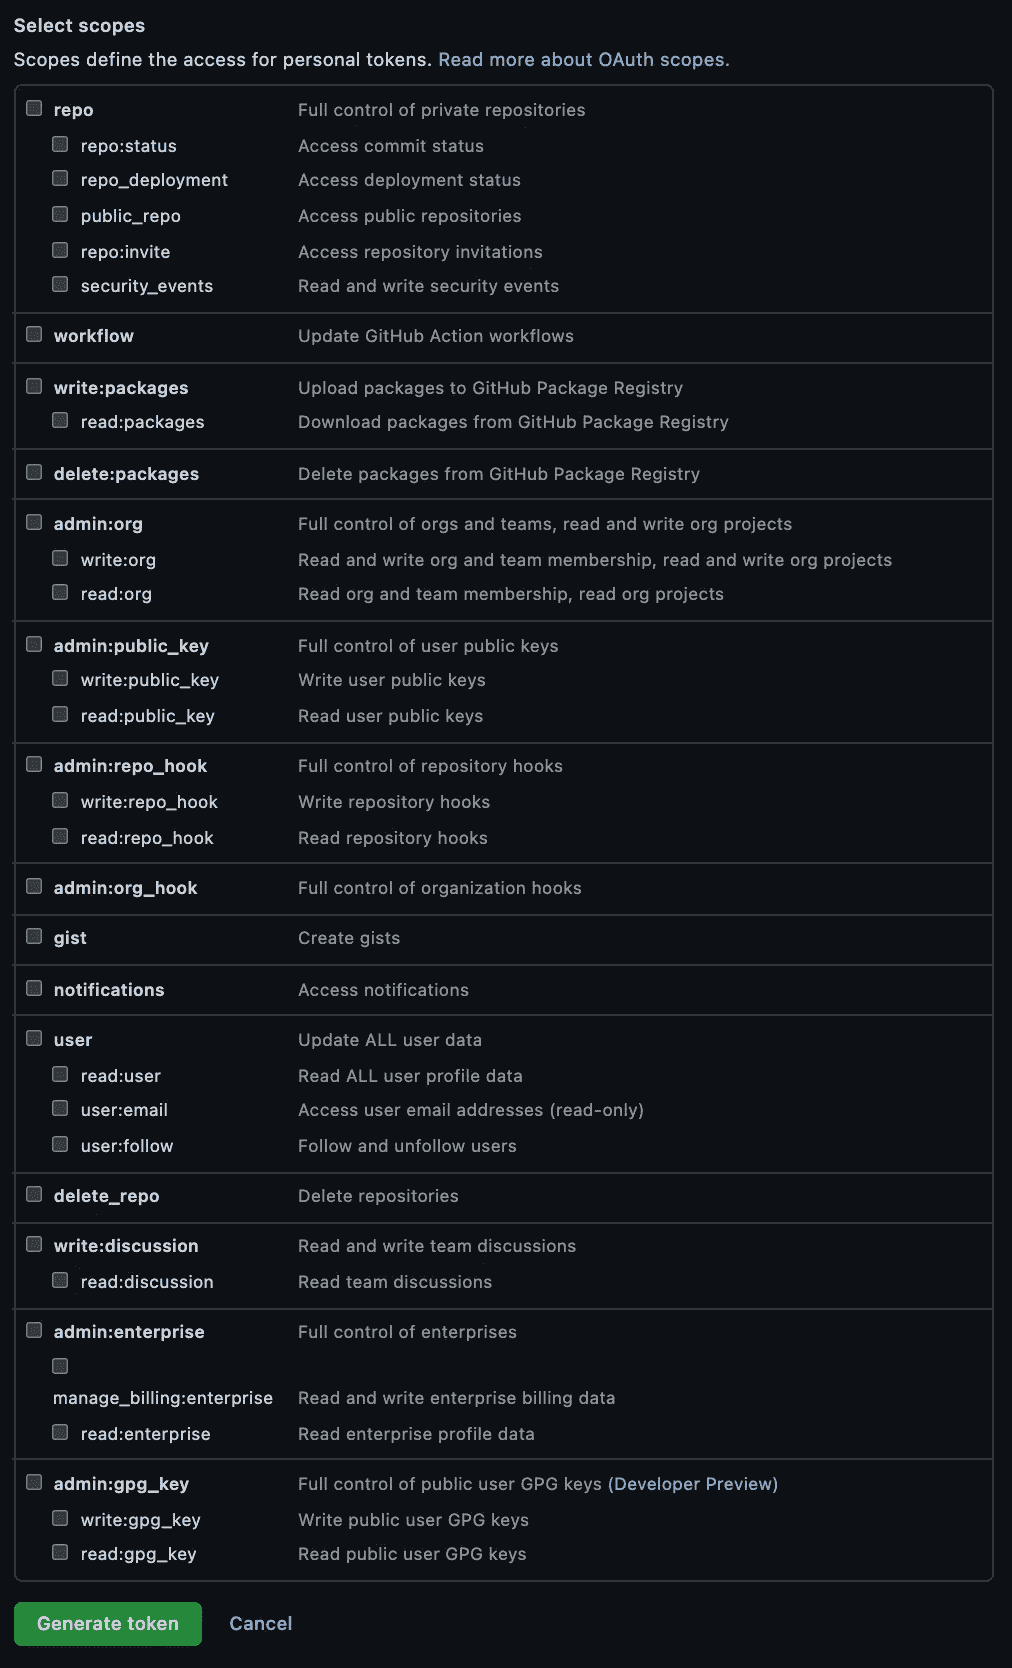 Select scopes
Scopes define the access for personal tokens. Read more about OAuth scopes.
repo Full control of private repositories
repo:status Access commit status
repo_deployment Access deployment status
public_repo Access public repositories
repo:invite Access repository invitations
security_events Read and write security events
workflow Update GitHub Action workflows
write:packages Upload packages to GitHub Package Registry
read:packages Download packages from GitHub Package Registry
delete:packages Delete packages from GitHub Package Registry
admin:org Full control of orgs and teams, read and write org projects
write:org Read and write org and team membership, read and write org projects
read:org Read org and team membership, read org projects
admin:public_key Full control of user public keys
write:public_key Write user public keys
read:public_key Read user public keys
admin:repo_hook Full control of repository hooks
write:repo_hook Write repository hooks
read:repo_hook Read repository hooks
admin:org_hook Full control of organization hooks
gist Create gists
notifications Access notifications
user Update ALL user data
read:user Read ALL user profile data
user:email Access user email addresses (read-only)
user:follow Follow and unfollow users
delete_repo Delete repositories
write:discussion Read and write team discussions
read:discussion Read team discussions
admin:enterprise Full control of enterprises
manage_billing:enterprise Read and write enterprise billing data
read:enterprise Read enterprise profile data
admin:gpg_key Full control of public user GPG keys (Developer Preview)
write:gpg_key Write public user GPG keys
read:gpg_key Read public user GPG keys
Generate token Cancel